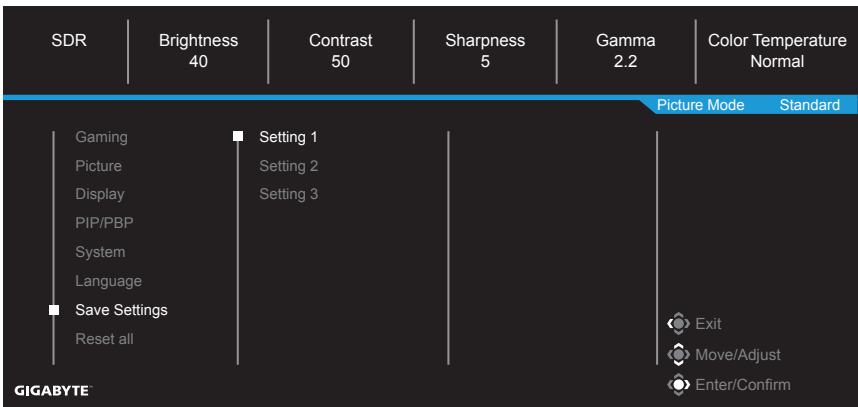 SDR
Brightness
40
Contrast
50
Sharpness
5
Gamma
2.2
Color Temperature
Normal
Picture Mode Standard
Gaming
Picture
Display
PIP/PBP
System
Language
Save Settings
Reset all
Setting 1
Setting 2
Setting 3
Exit
Move/Adjust
Enter/Confirm
GIGABYTE™